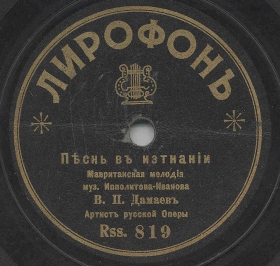 ЛИРОФОНЪ
Пѣснь въ изгнаніи
Мавританская мелодія
муз. Ипполитова-Иванова
В. П. Дамаевъ
Артистъ русской Оперы
Rss. 819